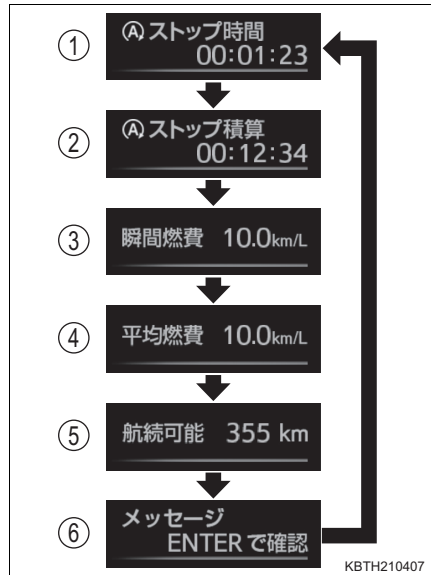 ① Ⓐストップ時間
00:01:23
② Ⓐストップ積算
00:12:34
③ 瞬間燃費 10.0km/L
④ 平均燃費 10.0km/L
⑤ 航続可能 355 km
⑥ メッセージ
ENTERで確認
KBTH210407